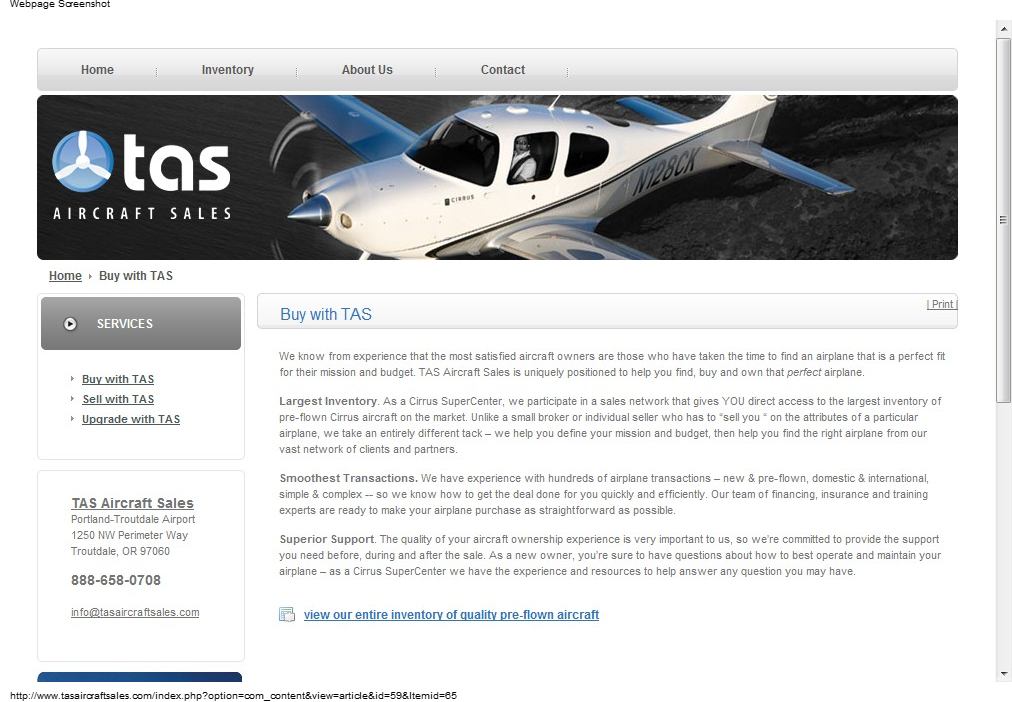 Webpage Screenshot
Home
Inventory
About Us
Contact
tas
AIRCRAFT SALES
CIRRUS
N128CK
Home
Buy with TAS
SERVICES
Buy with TAS
Sell with TAS
Upgrade with TAS
TAS Aircraft Sales
Portland-Troutdale Airport
1250 NW Perimeter Way
Troutdale, OR 97060
888-658-0708
info@tasaircraftsales.com
Buy with TAS
| Print |
We know from experience that the most satisfied aircraft owners are those who have taken the time to find an airplane that is a perfect fit
for their mission and budget. TAS Aircraft Sales is uniquely positioned to help you find, buy and own that perfect airplane.
Largest Inventory. As a Cirrus SuperCenter, we participate in a sales network that gives YOU direct access to the largest inventory of
pre-flown Cirrus aircraft on the market. Unlike a small broker or individual seller who has to “sell you “ on the attributes of a particular
airplane, we take an entirely different tack – we help you define your mission and budget, then help you find the right airplane from our
vast network of clients and partners.
Smoothest Transactions. We have experience with hundreds of airplane transactions – new & pre-flown, domestic & international,
simple & complex -- so we know how to get the deal done for you quickly and efficiently. Our team of financing, insurance and training
experts are ready to make your airplane purchase as straightforward as possible.
Superior Support. The quality of your aircraft ownership experience is very important to us, so we’re committed to provide the support
you need before, during and after the sale. As a new owner, you’re sure to have questions about how to best operate and maintain your
airplane – as a Cirrus SuperCenter we have the experience and resources to help answer any question you may have.
view our entire inventory of quality pre-flown aircraft
http://www.tasaircraftsales.com/index.php?option=com_content&view=article&id=59&Itemid=65